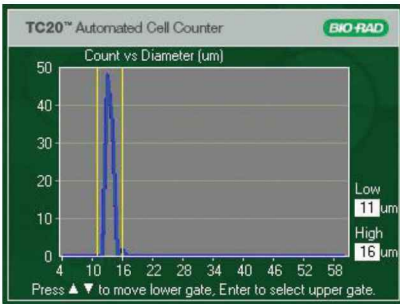 TC20™ Automated Cell Counter
BIO-RAD
Count vs Diameter (um)
50
40
30
20
10
0
4 10 16 22 28 34 40 46 52 58
Low
11 um
High
16 um
Press ▲ ▼ to move lower gate, Enter to select upper gate.